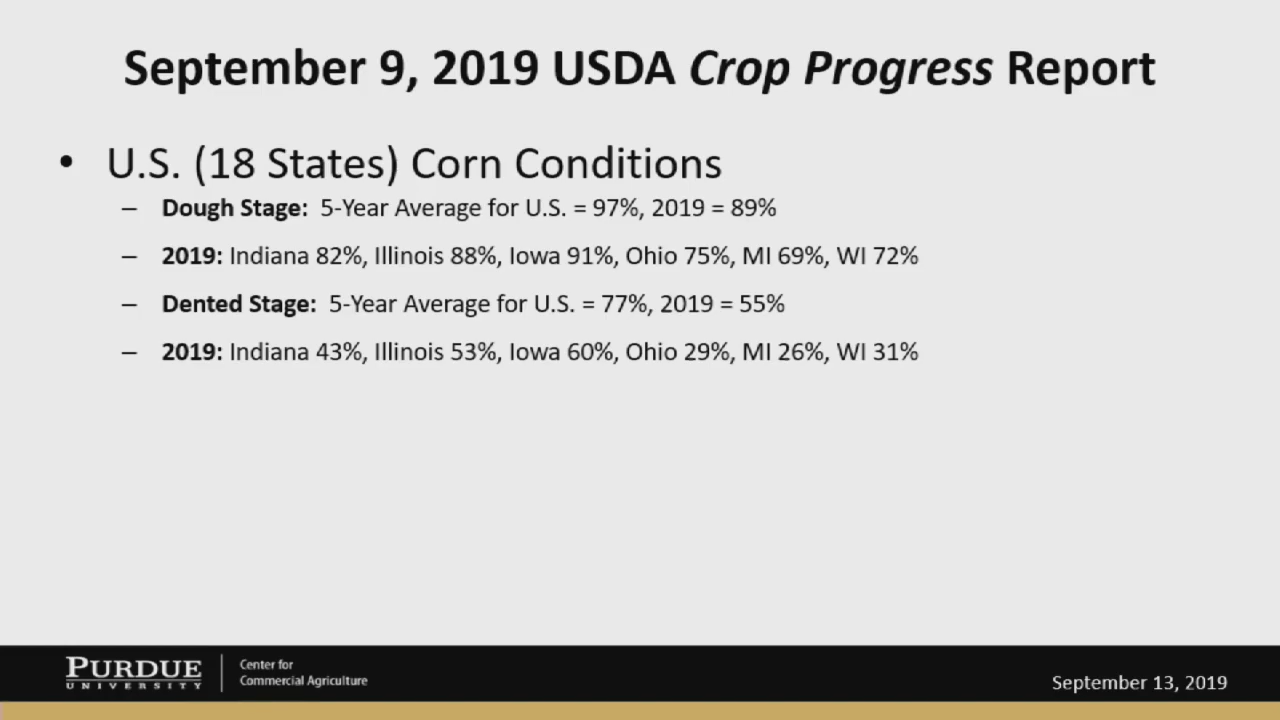 September 9, 2019 USDA Crop Progress Report
• U.S. (18 States) Corn Conditions
– Dough Stage: 5-Year Average for U.S. = 97%, 2019 = 89%
– 2019: Indiana 82%, Illinois 88%, Iowa 91%, Ohio 75%, MI 69%, WI 72%
– Dented Stage: 5-Year Average for U.S. = 77%, 2019 = 55%
– 2019: Indiana 43%, Illinois 53%, Iowa 60%, Ohio 29%, MI 26%, WI 31%
PURDUE
UNIVERSITY
Center for
Commercial Agriculture
September 13, 2019